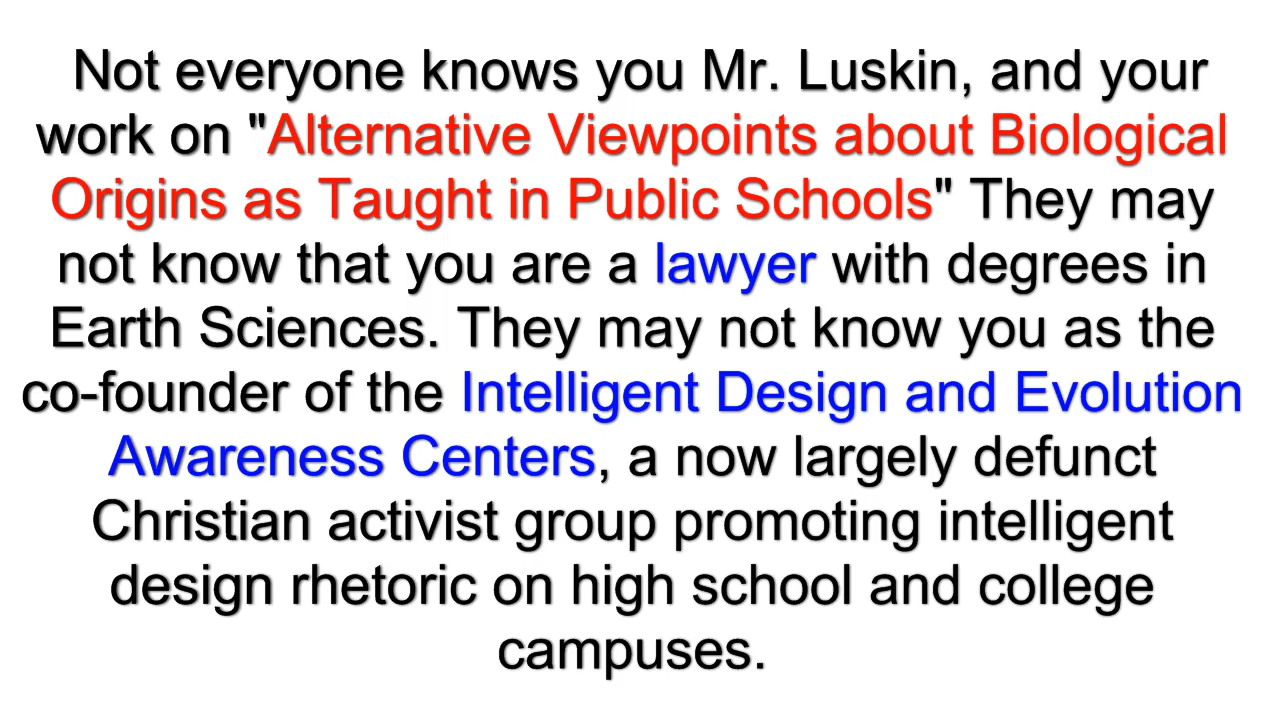 Not everyone knows you Mr. Luskin, and your
work on "Alternative Viewpoints about Biological
Origins as Taught in Public Schools" They may
not know that you are a lawyer with degrees in
Earth Sciences. They may not know you as the
co-founder of the Intelligent Design and Evolution
Awareness Centers, a now largely defunct
Christian activist group promoting intelligent
design rhetoric on high school and college
campuses.